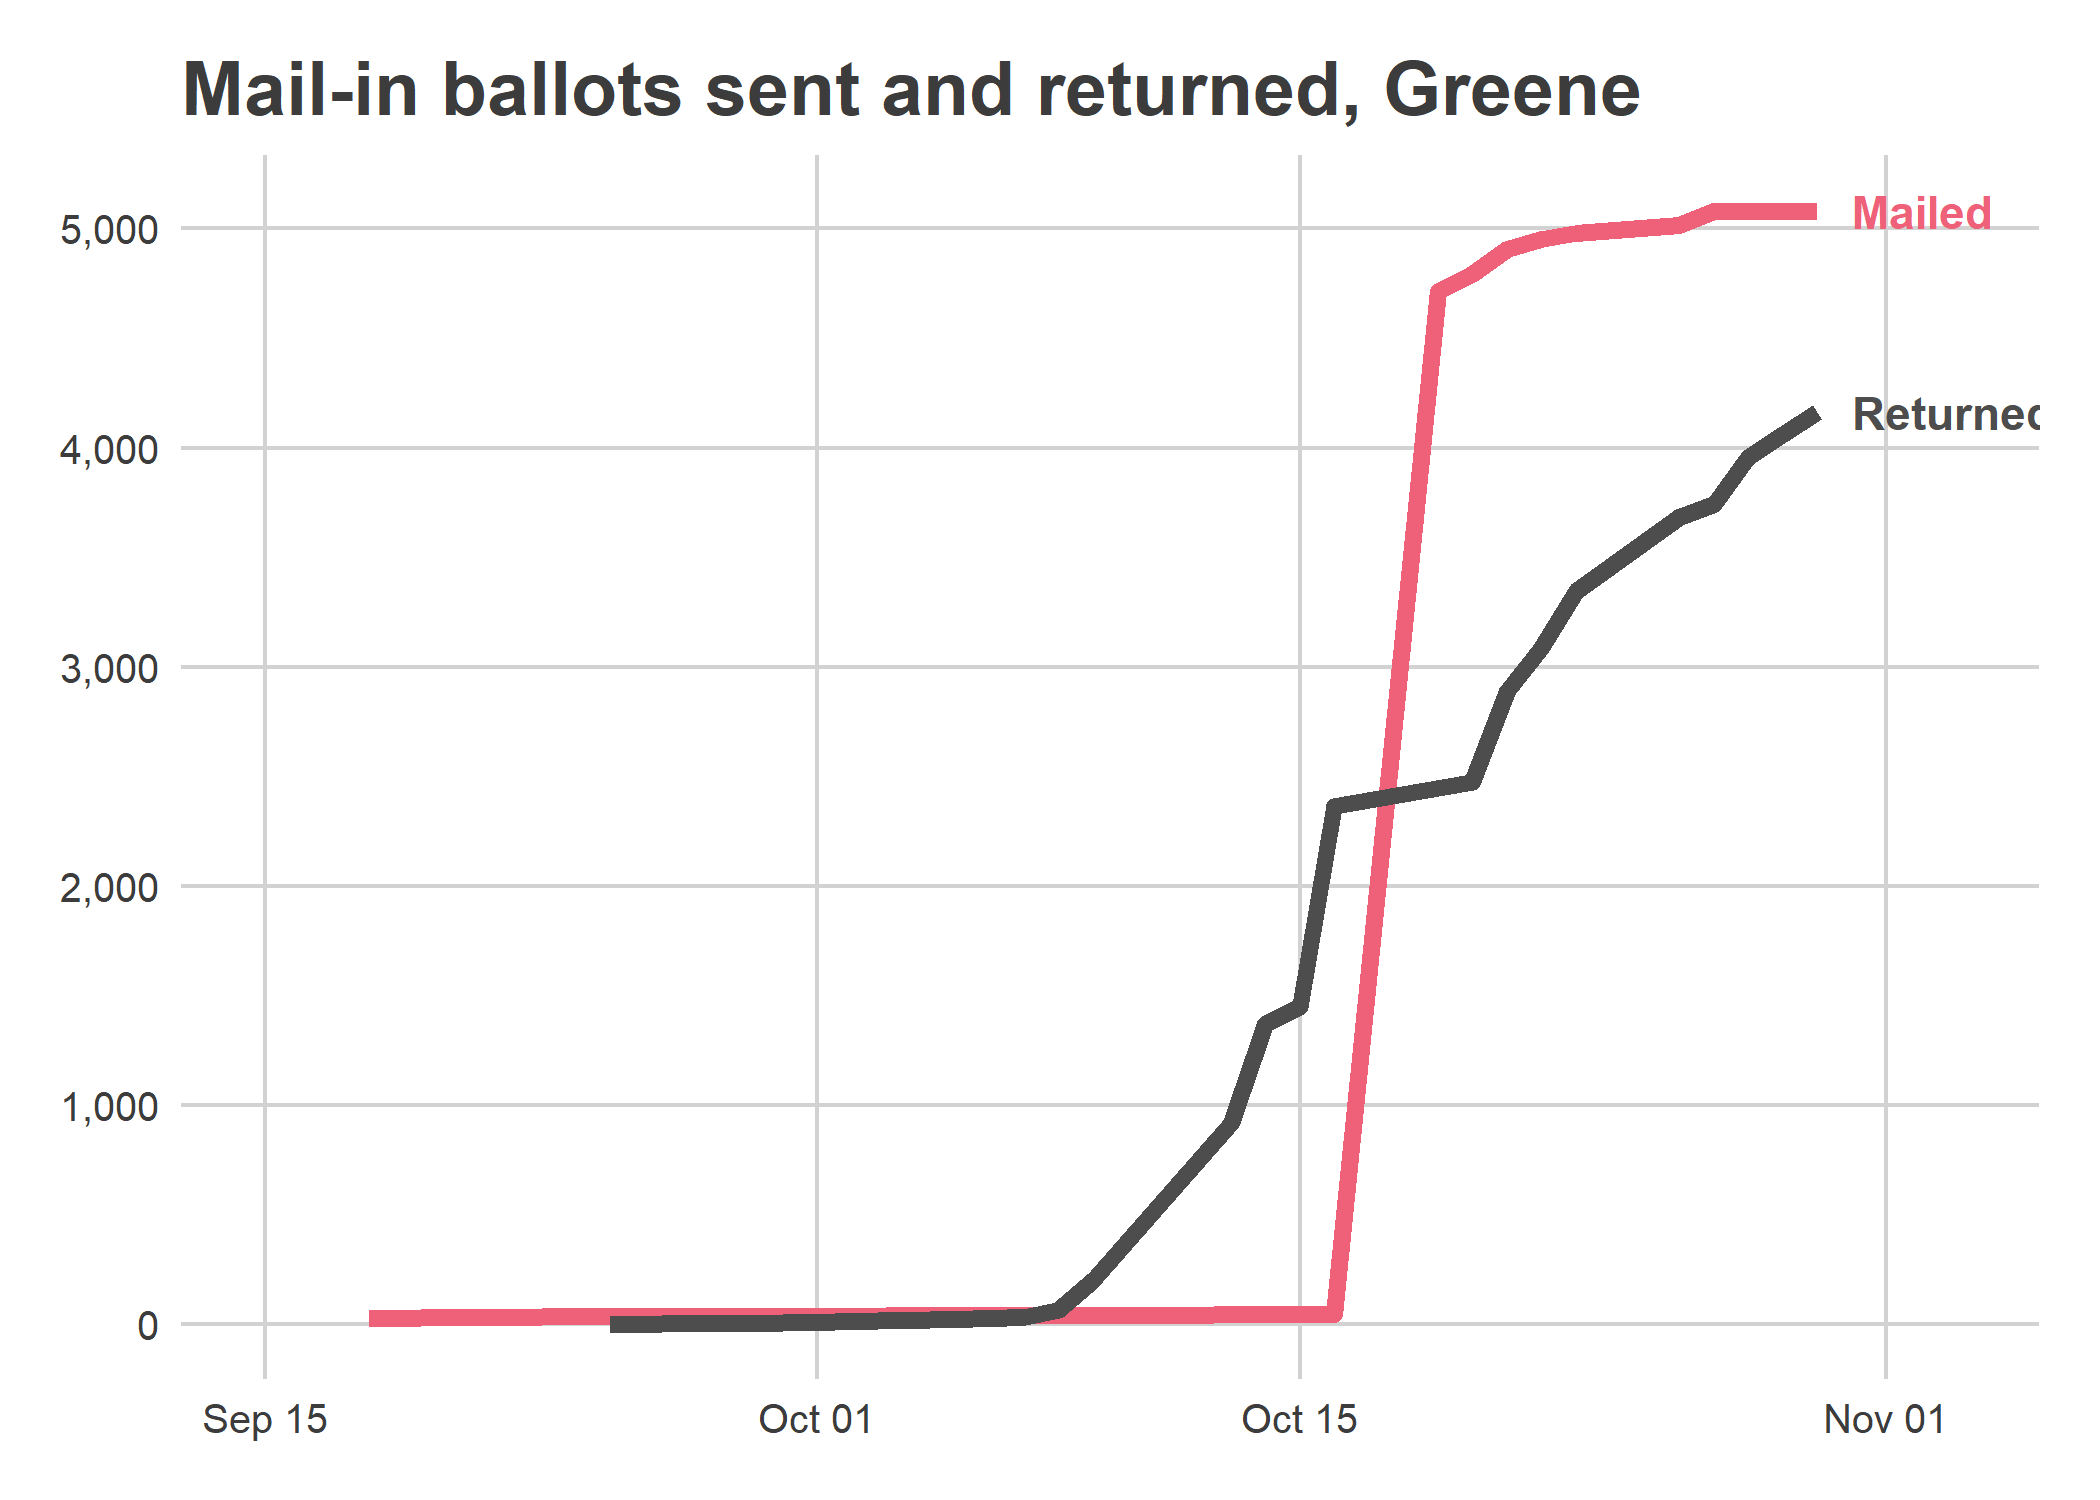 Mail-in ballots sent and returned, Greene
5,000
4,000
3,000
2,000
1,000
0
Mailed
Returned
Sep 15
Oct 01
Oct 15
Nov 01